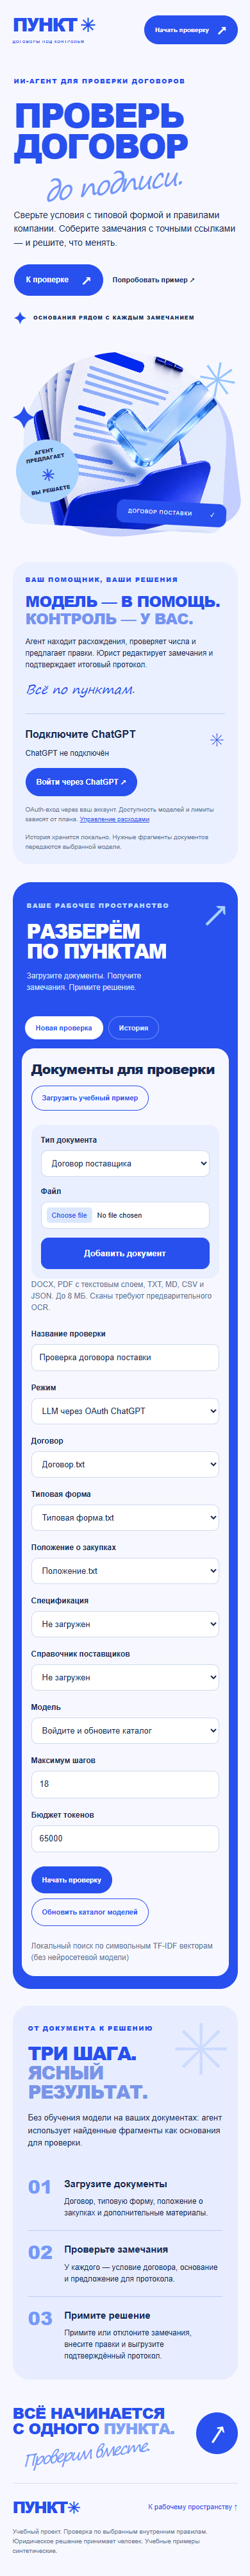 ПУНКТ
ДОГОВОРЫ ПОД КОНТРОЛЕМ
Начать проверку ↗
ИИ-АГЕНТ ДЛЯ ПРОВЕРКИ ДОГОВОРОВ
ПРОВЕРЬ
ДОГОВОР
до подписи.
Сверьте условия с типовой формой и правилами
компании. Соберите замечания с точными ссылками
— и решите, что менять.
К проверке ↗
Попробовать пример ↗
ОСНОВАНИЯ РЯДОМ С КАЖДЫМ ЗАМЕЧАНИЕМ
АГЕНТ
ПРЕДЛАГАЕТ
ВЫ РЕШАЕТЕ
ДОГОВОР ПОСТАВКИ ✓
ВАШ ПОМОЩНИК, ВАШИ РЕШЕНИЯ
МОДЕЛЬ — В ПОМОЩЬ.
КОНТРОЛЬ — У ВАС.
Агент находит расхождения, проверяет числа и
предлагает правки. Юрист редактирует замечания и
подтверждает итоговый протокол.
Всё по пунктам.
Подключите ChatGPT
ChatGPT не подключён
Войти через ChatGPT ↗
OAuth-вход через ваш аккаунт. Доступность моделей и лимиты
зависят от плана. Управление расходами
История хранится локально. Нужные фрагменты документов
передаются выбранной модели.
ВАШЕ РАБОЧЕЕ ПРОСТРАНСТВО
РАЗБЕРЁМ
ПО ПУНКТАМ
Загрузите документы. Получите
замечания. Примите решение.
Новая проверка
История
Документы для проверки
Загрузить учебный пример
Тип документа
Договор поставщика
Файл
Choose file No file chosen
Добавить документ
DOCX, PDF с текстовым слоем, TXT, MD, CSV и
JSON. До 8 МБ. Сканы требуют предварительного
OCR.
Название проверки
Проверка договора поставки
Режим
LLM через OAuth ChatGPT
Договор
Договор.txt
Типовая форма
Типовая форма.txt
Положение о закупках
Положение.txt
Спецификация
Не загружен
Справочник поставщиков
Не загружен
Модель
Войдите и обновите каталог
Максимум шагов
18
Бюджет токенов
65000
Начать проверку
Обновить каталог моделей
Локальный поиск по символьным TF-IDF векторам
(без нейросетевой модели)
ОТ ДОКУМЕНТА К РЕШЕНИЮ
ТРИ ШАГА.
ЯСНЫЙ
РЕЗУЛЬТАТ.
Без обучения модели на ваших документах: агент
использует найденные фрагменты как основания
для проверки.
01 Загрузите документы
Договор, типовую форму, положение о
закупках и дополнительные материалы.
02 Проверьте замечания
У каждого — условие договора, основание
и предложение для протокола.
03 Примите решение
Примите или отклоните замечания,
внесите правки и выгрузите
подтверждённый протокол.
ВСЁ НАЧИНАЕТСЯ
С ОДНОГО ПУНКТА.
Проверим вместе.
ПУНКТ
К рабочему пространству ↑
Учебный проект. Проверка по выбранным внутренним правилам.
Юридическое решение принимает человек. Учебные примеры
синтетические.